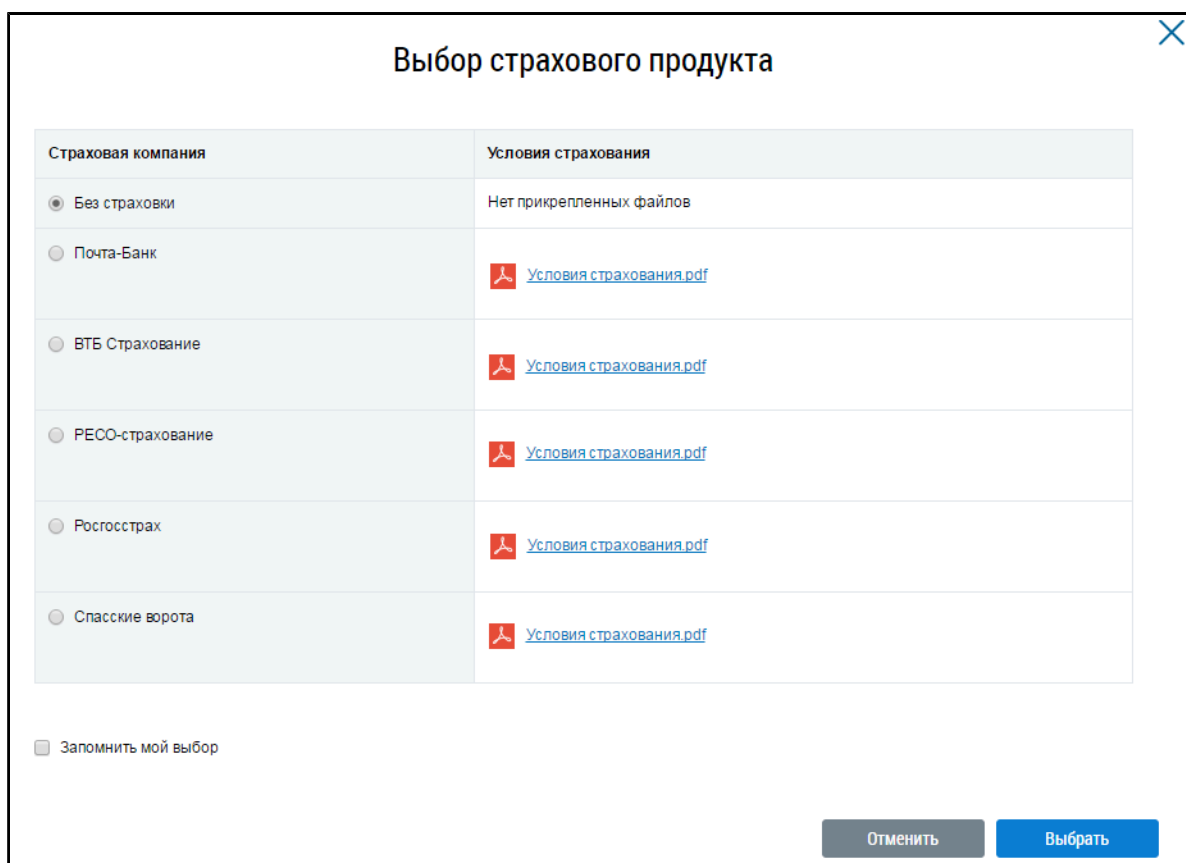 Выбор страхового продукта
Страховая компания
Условия страхования
Без страховки
Нет прикрепленных файлов
Почта-Банк
Условия страхования.pdf
ВТБ Страхование
Условия страхования.pdf
РЕСО-страхование
Условия страхования.pdf
Росгосстрах
Условия страхования.pdf
Спасские ворота
Условия страхования.pdf
Запомнить мой выбор
Отменить
Выбрать